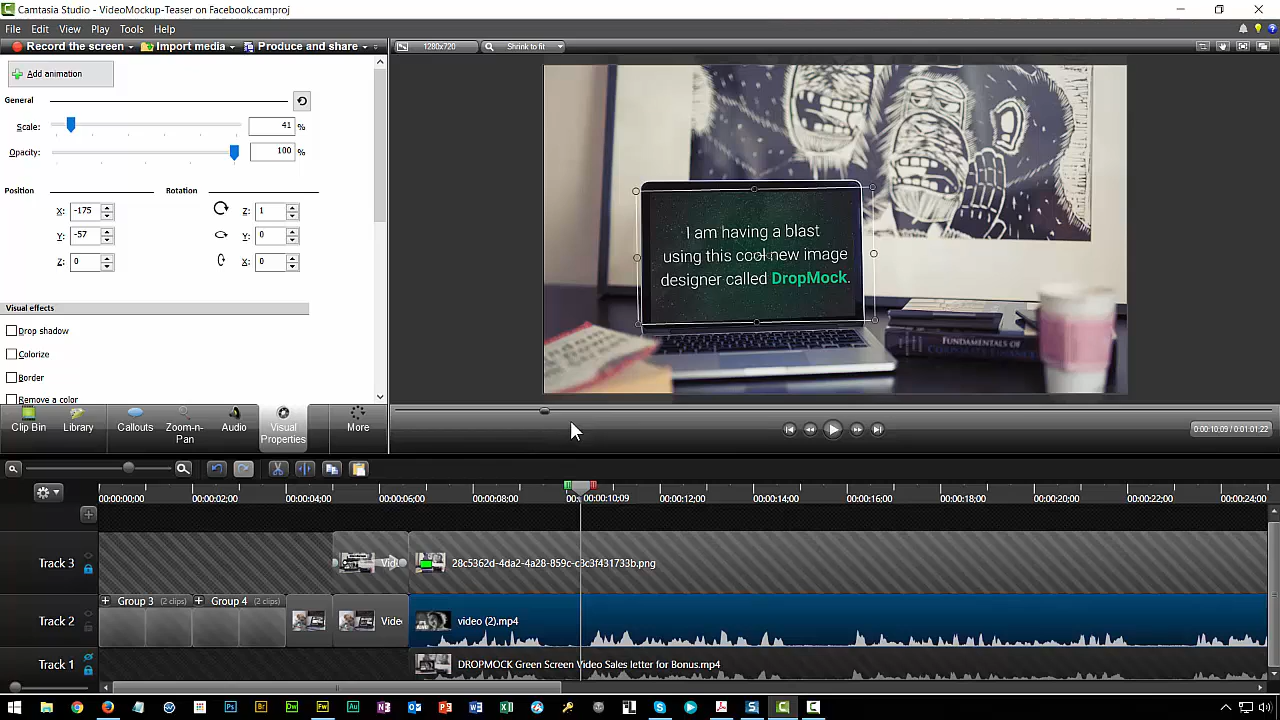 Camtasia Studio - VideoMockup-Teaser on Facebook.camproj
File Edit View Play Tools Help
Record the screen Import media Produce and share
1280x720 Shrink to fit
Add animation
General
Scale: 41 %
Opacity: 100 %
Position Rotation
X: -175 Z: 1
Y: -57 Y: 0
Z: 0 X: 0
Visual effects
Drop shadow
Colorize
Border
Remove a color
I am having a blast
using this cool new image
designer called DropMock.
FUNDAMENTALS OF
Clip Bin Library Callouts Zoom-n-Pan Audio Visual Properties More
0:00:10;09 / 0:01:01;22
00:00:00;00 00:00:02;00 00:00:04;00 00:00:06;00 00:00:08;00 00:00:10;09 00:00:12;00 00:00:14;00 00:00:16;00 00:00:18;00 00:00:20;00 00:00:22;00 00:00:24;00
Track 3 28c5362d-4da2-4a28-859c-c3c3f431733b.png
Group 3 (2 clips) Group 4 (2 clips)
Track 2 video (2).mp4
Track 1 DROPMOCK Green Screen Video Sales letter for Bonus.mp4